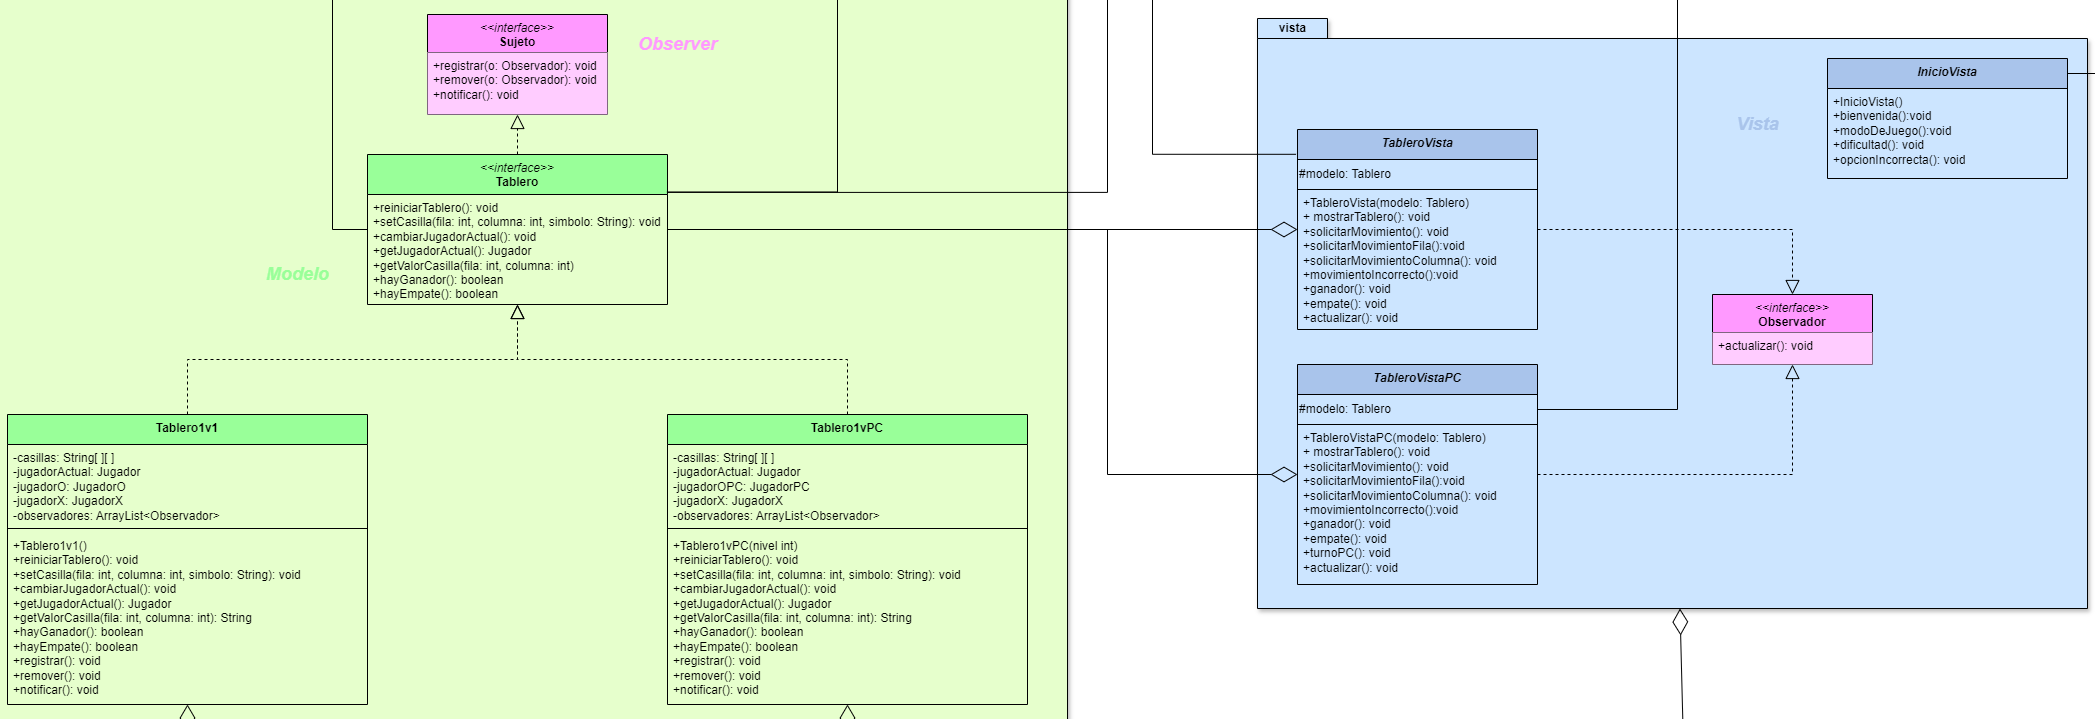 <<interface>>
Sujeto
+registrar(o: Observador): void
+remover(o: Observador): void
+notificar(): void
Observer
<<interface>>
Tablero
+reiniciarTablero(): void
+setCasilla(fila: int, columna: int, simbolo: String): void
+cambiarJugadorActual(): void
+getJugadorActual(): Jugador
+getValorCasilla(fila: int, columna: int)
+hayGanador(): boolean
+hayEmpate(): boolean
Modelo
Tablero1v1
-casillas: String[ ][ ]
-jugadorActual: Jugador
-jugadorO: JugadorO
-jugadorX: JugadorX
-observadores: ArrayList<Observador>
+Tablero1v1()
+reiniciarTablero(): void
+setCasilla(fila: int, columna: int, simbolo: String): void
+cambiarJugadorActual(): void
+getJugadorActual(): Jugador
+getValorCasilla(fila: int, columna: int): String
+hayGanador(): boolean
+hayEmpate(): boolean
+registrar(): void
+remover(): void
+notificar(): void
Tablero1vPC
-casillas: String[ ][ ]
-jugadorActual: Jugador
-jugadorOPC: JugadorPC
-jugadorX: JugadorX
-observadores: ArrayList<Observador>
+Tablero1vPC(nivel int)
+reiniciarTablero(): void
+setCasilla(fila: int, columna: int, simbolo: String): void
+cambiarJugadorActual(): void
+getJugadorActual(): Jugador
+getValorCasilla(fila: int, columna: int): String
+hayGanador(): boolean
+hayEmpate(): boolean
+registrar(): void
+remover(): void
+notificar(): void
vista
TableroVista
#modelo: Tablero
+TableroVista(modelo: Tablero)
+ mostrarTablero(): void
+solicitarMovimiento(): void
+solicitarMovimientoFila():void
+solicitarMovimientoColumna(): void
+movimientoIncorrecto():void
+ganador(): void
+empate(): void
+actualizar(): void
Vista
InicioVista
+InicioVista()
+bienvenida():void
+modoDeJuego():void
+dificultad(): void
+opcionIncorrecta(): void
<<interface>>
Observador
+actualizar(): void
TableroVistaPC
#modelo: Tablero
+TableroVistaPC(modelo: Tablero)
+ mostrarTablero(): void
+solicitarMovimiento(): void
+solicitarMovimientoFila():void
+solicitarMovimientoColumna(): void
+movimientoIncorrecto():void
+ganador(): void
+empate(): void
+turnoPC(): void
+actualizar(): void